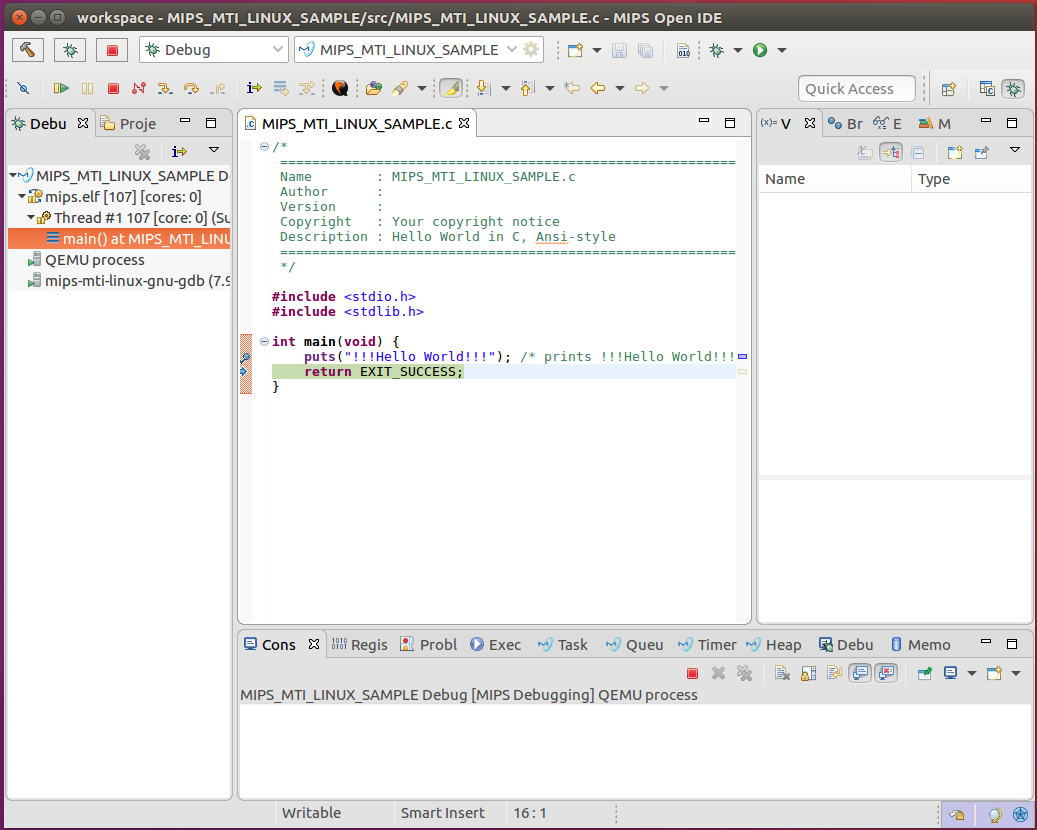 workspace - MIPS_MTI_LINUX_SAMPLE/src/MIPS_MTI_LINUX_SAMPLE.c - MIPS Open IDE
Debug
MIPS_MTI_LINUX_SAMPLE
010
Quick Access
Debu
Proje
MIPS_MTI_LINUX_SAMPLE.c
(x)= V
Br
E
M
MIPS_MTI_LINUX_SAMPLE D
mips.elf [107] [cores: 0]
Thread #1 107 [core: 0] (Su
main() at MIPS_MTI_LINU
QEMU process
mips-mti-linux-gnu-gdb (7.9
/*
=========================================================
Name : MIPS_MTI_LINUX_SAMPLE.c
Author :
Version :
Copyright : Your copyright notice
Description : Hello World in C, Ansi-style
=========================================================
*/
#include <stdio.h>
#include <stdlib.h>
int main(void) {
puts("!!!Hello World!!!"); /* prints !!!Hello World!!!
return EXIT_SUCCESS;
}
Name
Type
Cons
Regis
Probl
Exec
Task
Queu
Timer
Heap
Debu
Memo
MIPS_MTI_LINUX_SAMPLE Debug [MIPS Debugging] QEMU process
Writable
Smart Insert
16 : 1